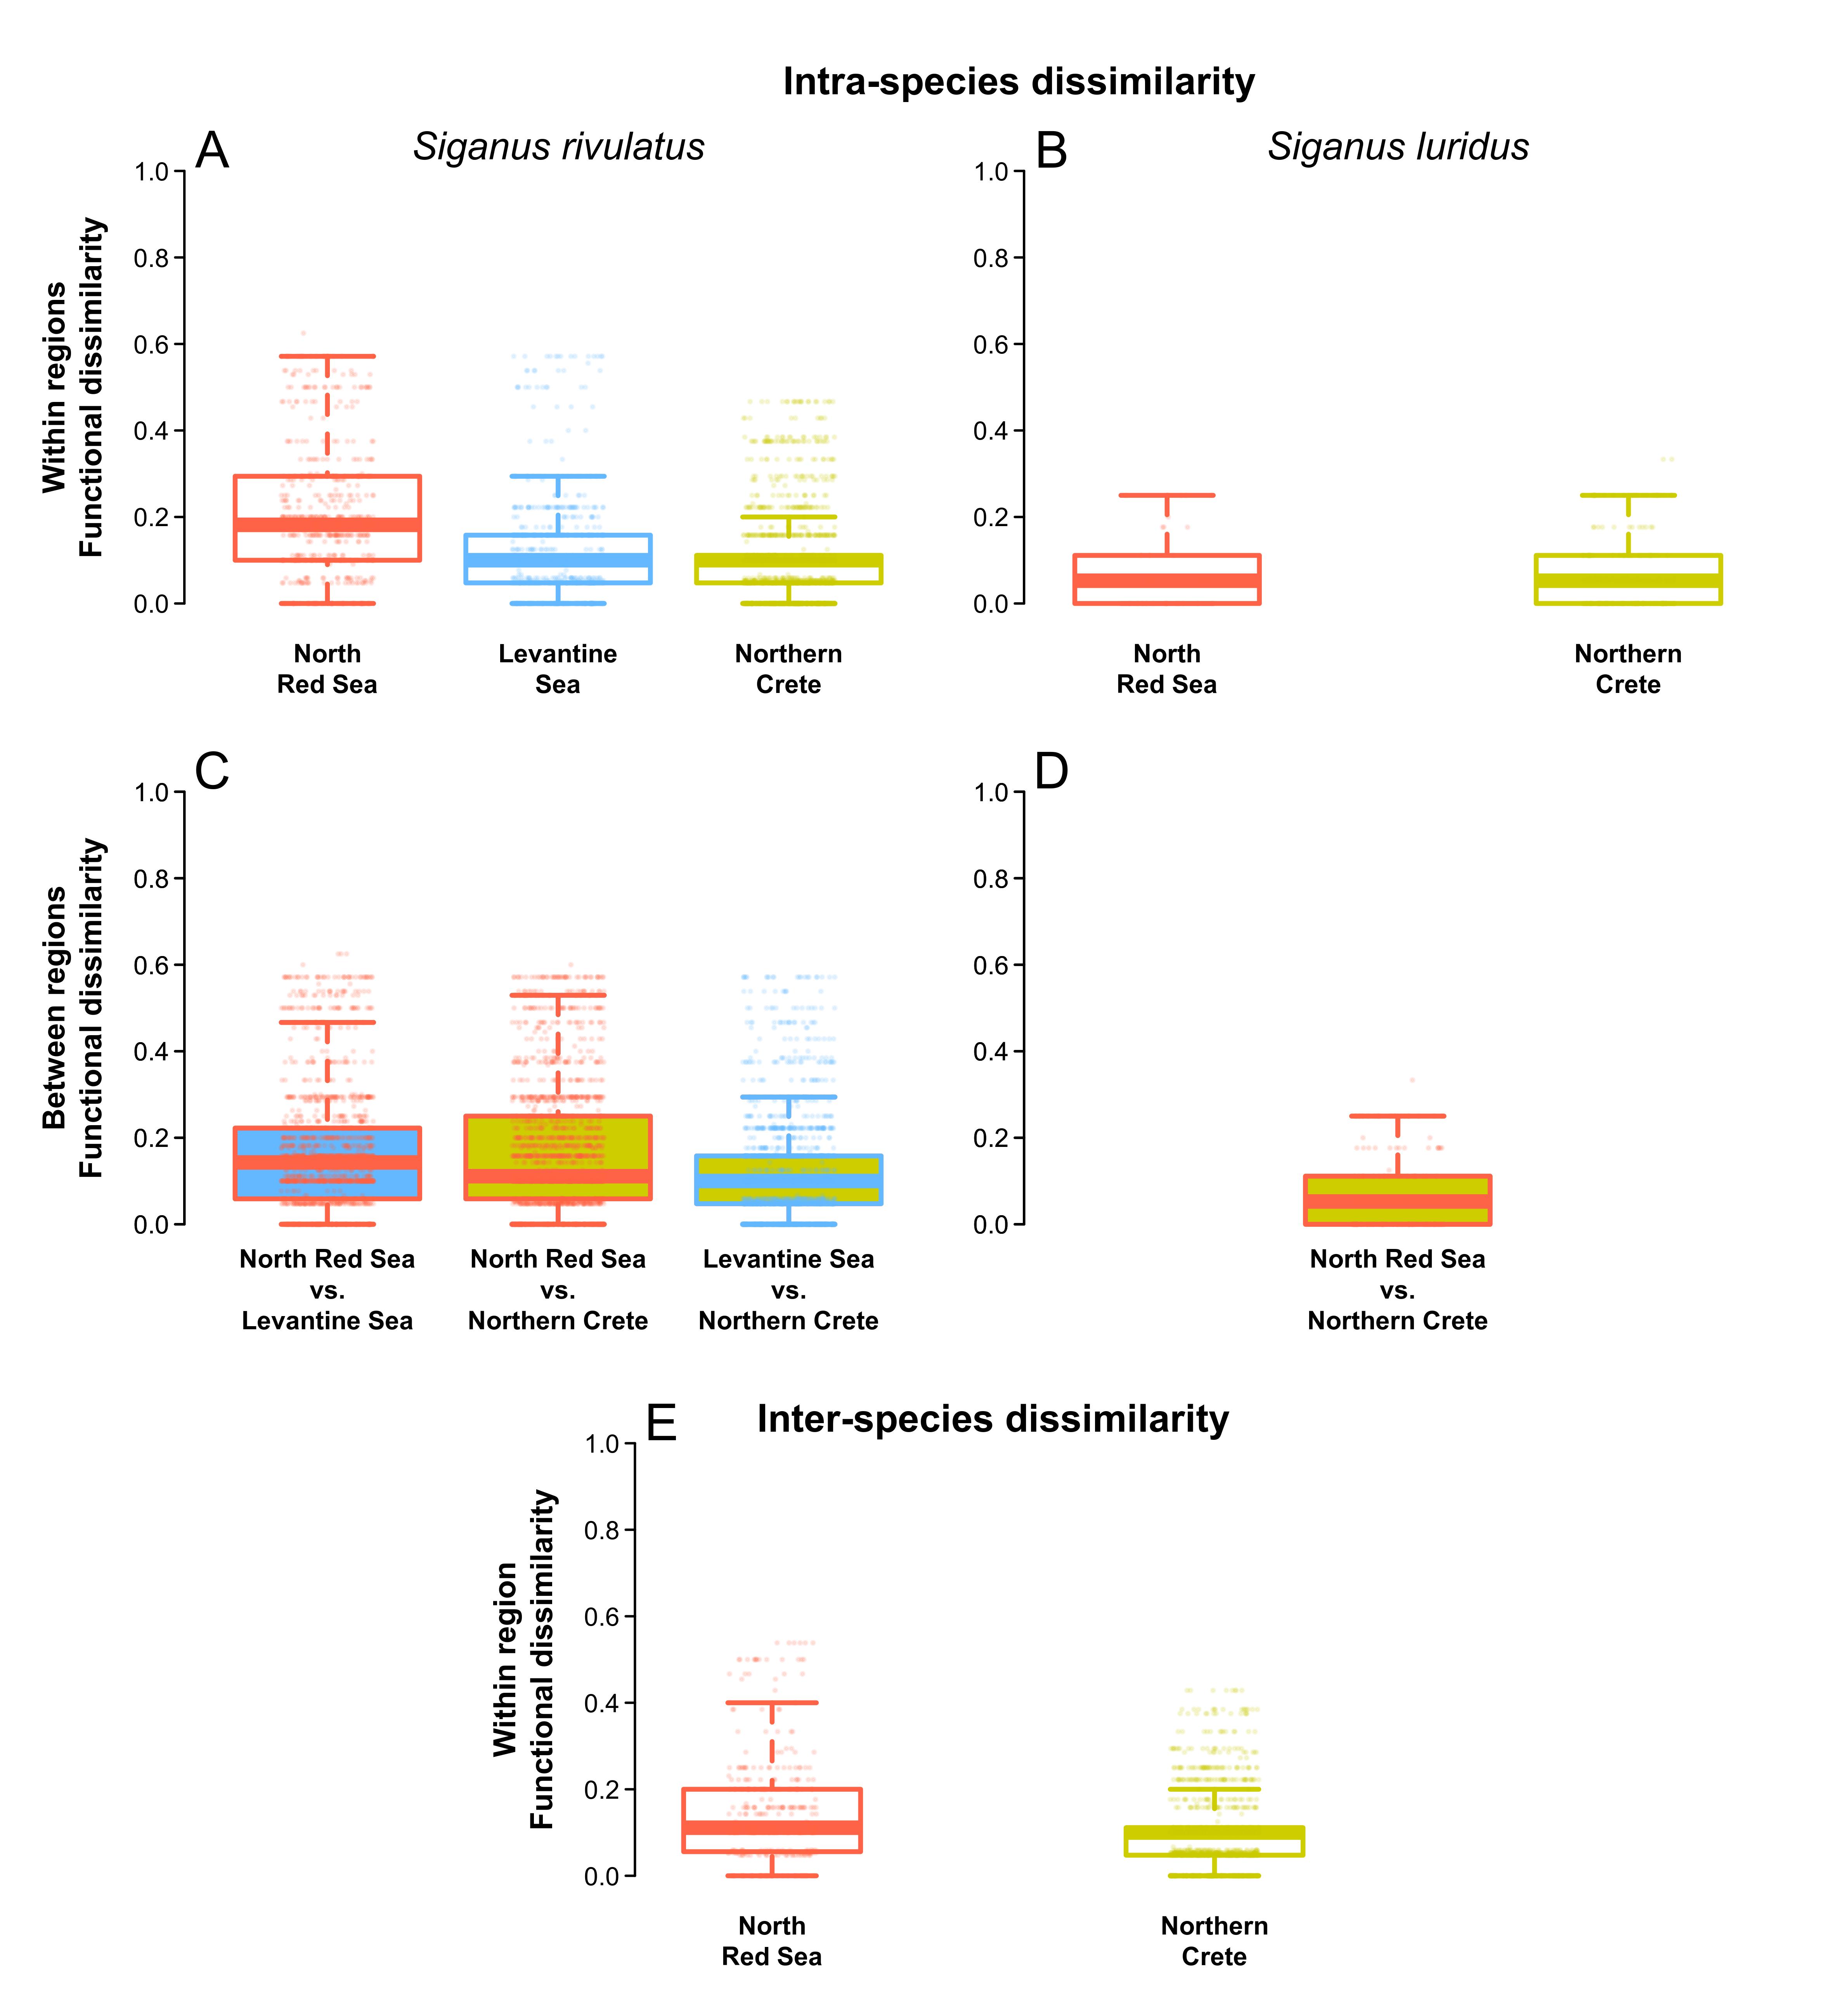 Intra-species dissimilarity
A
Siganus rivulatus
B
Siganus luridus
Within regions
Functional dissimilarity
1.0
0.8
0.6
0.4
0.2
0.0
North
Red Sea
Levantine
Sea
Northern
Crete
1.0
0.8
0.6
0.4
0.2
0.0
North
Red Sea
Northern
Crete
C
D
Between regions
Functional dissimilarity
1.0
0.8
0.6
0.4
0.2
0.0
North Red Sea
vs.
Levantine Sea
North Red Sea
vs.
Northern Crete
Levantine Sea
vs.
Northern Crete
1.0
0.8
0.6
0.4
0.2
0.0
North Red Sea
vs.
Northern Crete
E
Inter-species dissimilarity
Within region
Functional dissimilarity
1.0
0.8
0.6
0.4
0.2
0.0
North
Red Sea
Northern
Crete